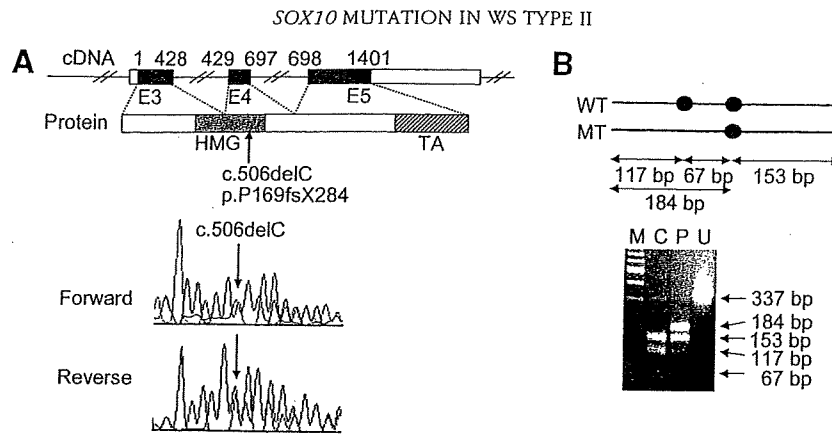 SOX10 MUTATION IN WS TYPE II
A
cDNA 1 428 429 697 698 1401
E3 E4 E5
Protein
HMG TA
c.506delC
p.P169fsX284
c.506delC
Forward
Reverse
B
WT
MT
117 bp 67 bp 153 bp
184 bp
M C P U
337 bp
184 bp
153 bp
117 bp
67 bp